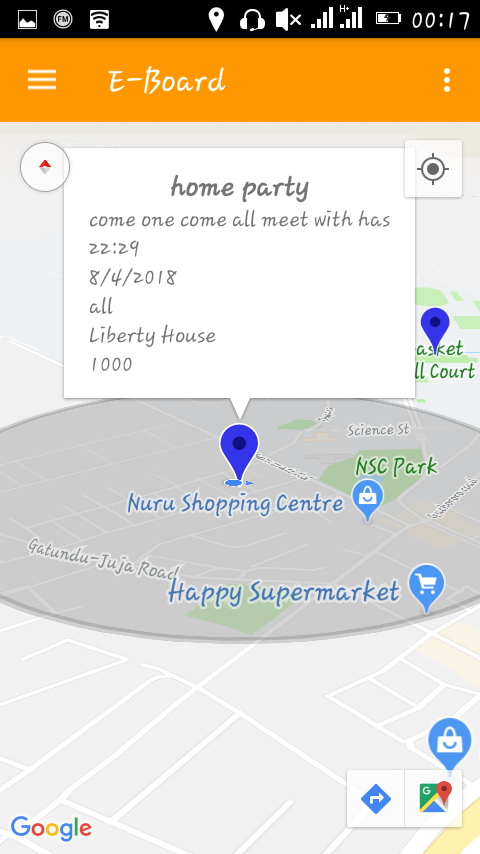 FM
H+
00:17
E-Board
home party
come one come all meet with has
22:29
8/4/2018
all
Liberty House
1000
asket
ll Court
Science St
NSC Park
Nuru Shopping Centre
Gatundu-Juja Road
Happy Supermarket
G
Google